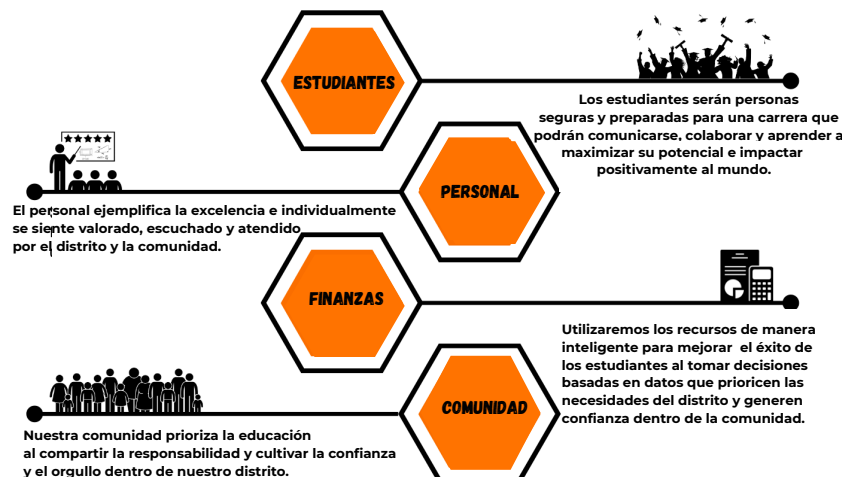 ESTUDIANTES
Los estudiantes serán personas
seguras y preparadas para una carrera que
podrán comunicarse, colaborar y aprender a
maximizar su potencial e impactar
positivamente al mundo.
PERSONAL
El personal ejemplifica la excelencia e individualmente
se siente valorado, escuchado y atendido
por el distrito y la comunidad.
FINANZAS
Utilizaremos los recursos de manera
inteligente para mejorar el éxito de
los estudiantes al tomar decisiones
basadas en datos que prioricen las
necesidades del distrito y generen
confianza dentro de la comunidad.
COMUNIDAD
Nuestra comunidad prioriza la educación
al compartir la responsabilidad y cultivar la confianza
y el orgullo dentro de nuestro distrito.